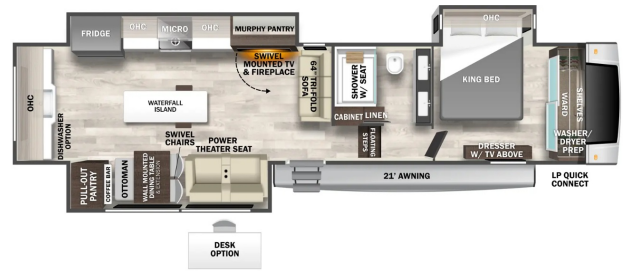 FRIDGE
OHC
MICRO
OHC
MURPHY PANTRY
SWIVEL
MOUNTED TV
& FIREPLACE
64" TRI-FOLD
SOFA
SHOWER
W/ SEAT
CABINET
LINEN
FLOATING
STEPS
OHC
KING BED
SHELVES
WARD
WASHER/
DRYER
PREP
DRESSER
W/ TV ABOVE
LP QUICK
CONNECT
21' AWNING
OHC
DISHWASHER
OPTION
WATERFALL
ISLAND
SWIVEL
CHAIRS
POWER
THEATER SEAT
PULL-OUT
PANTRY
COFFEE BAR
OTTOMAN
WALL MOUNTED
DINING TABLE
& EXTENSION
DESK
OPTION